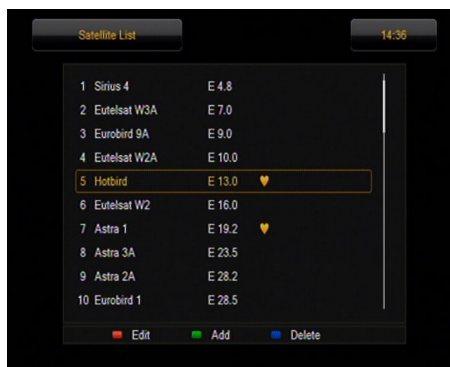 Satellite List 14:36
1 Sirius 4 E 4.8
2 Eutelsat W3A E 7.0
3 Eurobird 9A E 9.0
4 Eutelsat W2A E 10.0
5 Hotbird E 13.0
6 Eutelsat W2 E 16.0
7 Astra 1 E 19.2
8 Astra 3A E 23.5
9 Astra 2A E 28.2
10 Eurobird 1 E 28.5
Edit Add Delete